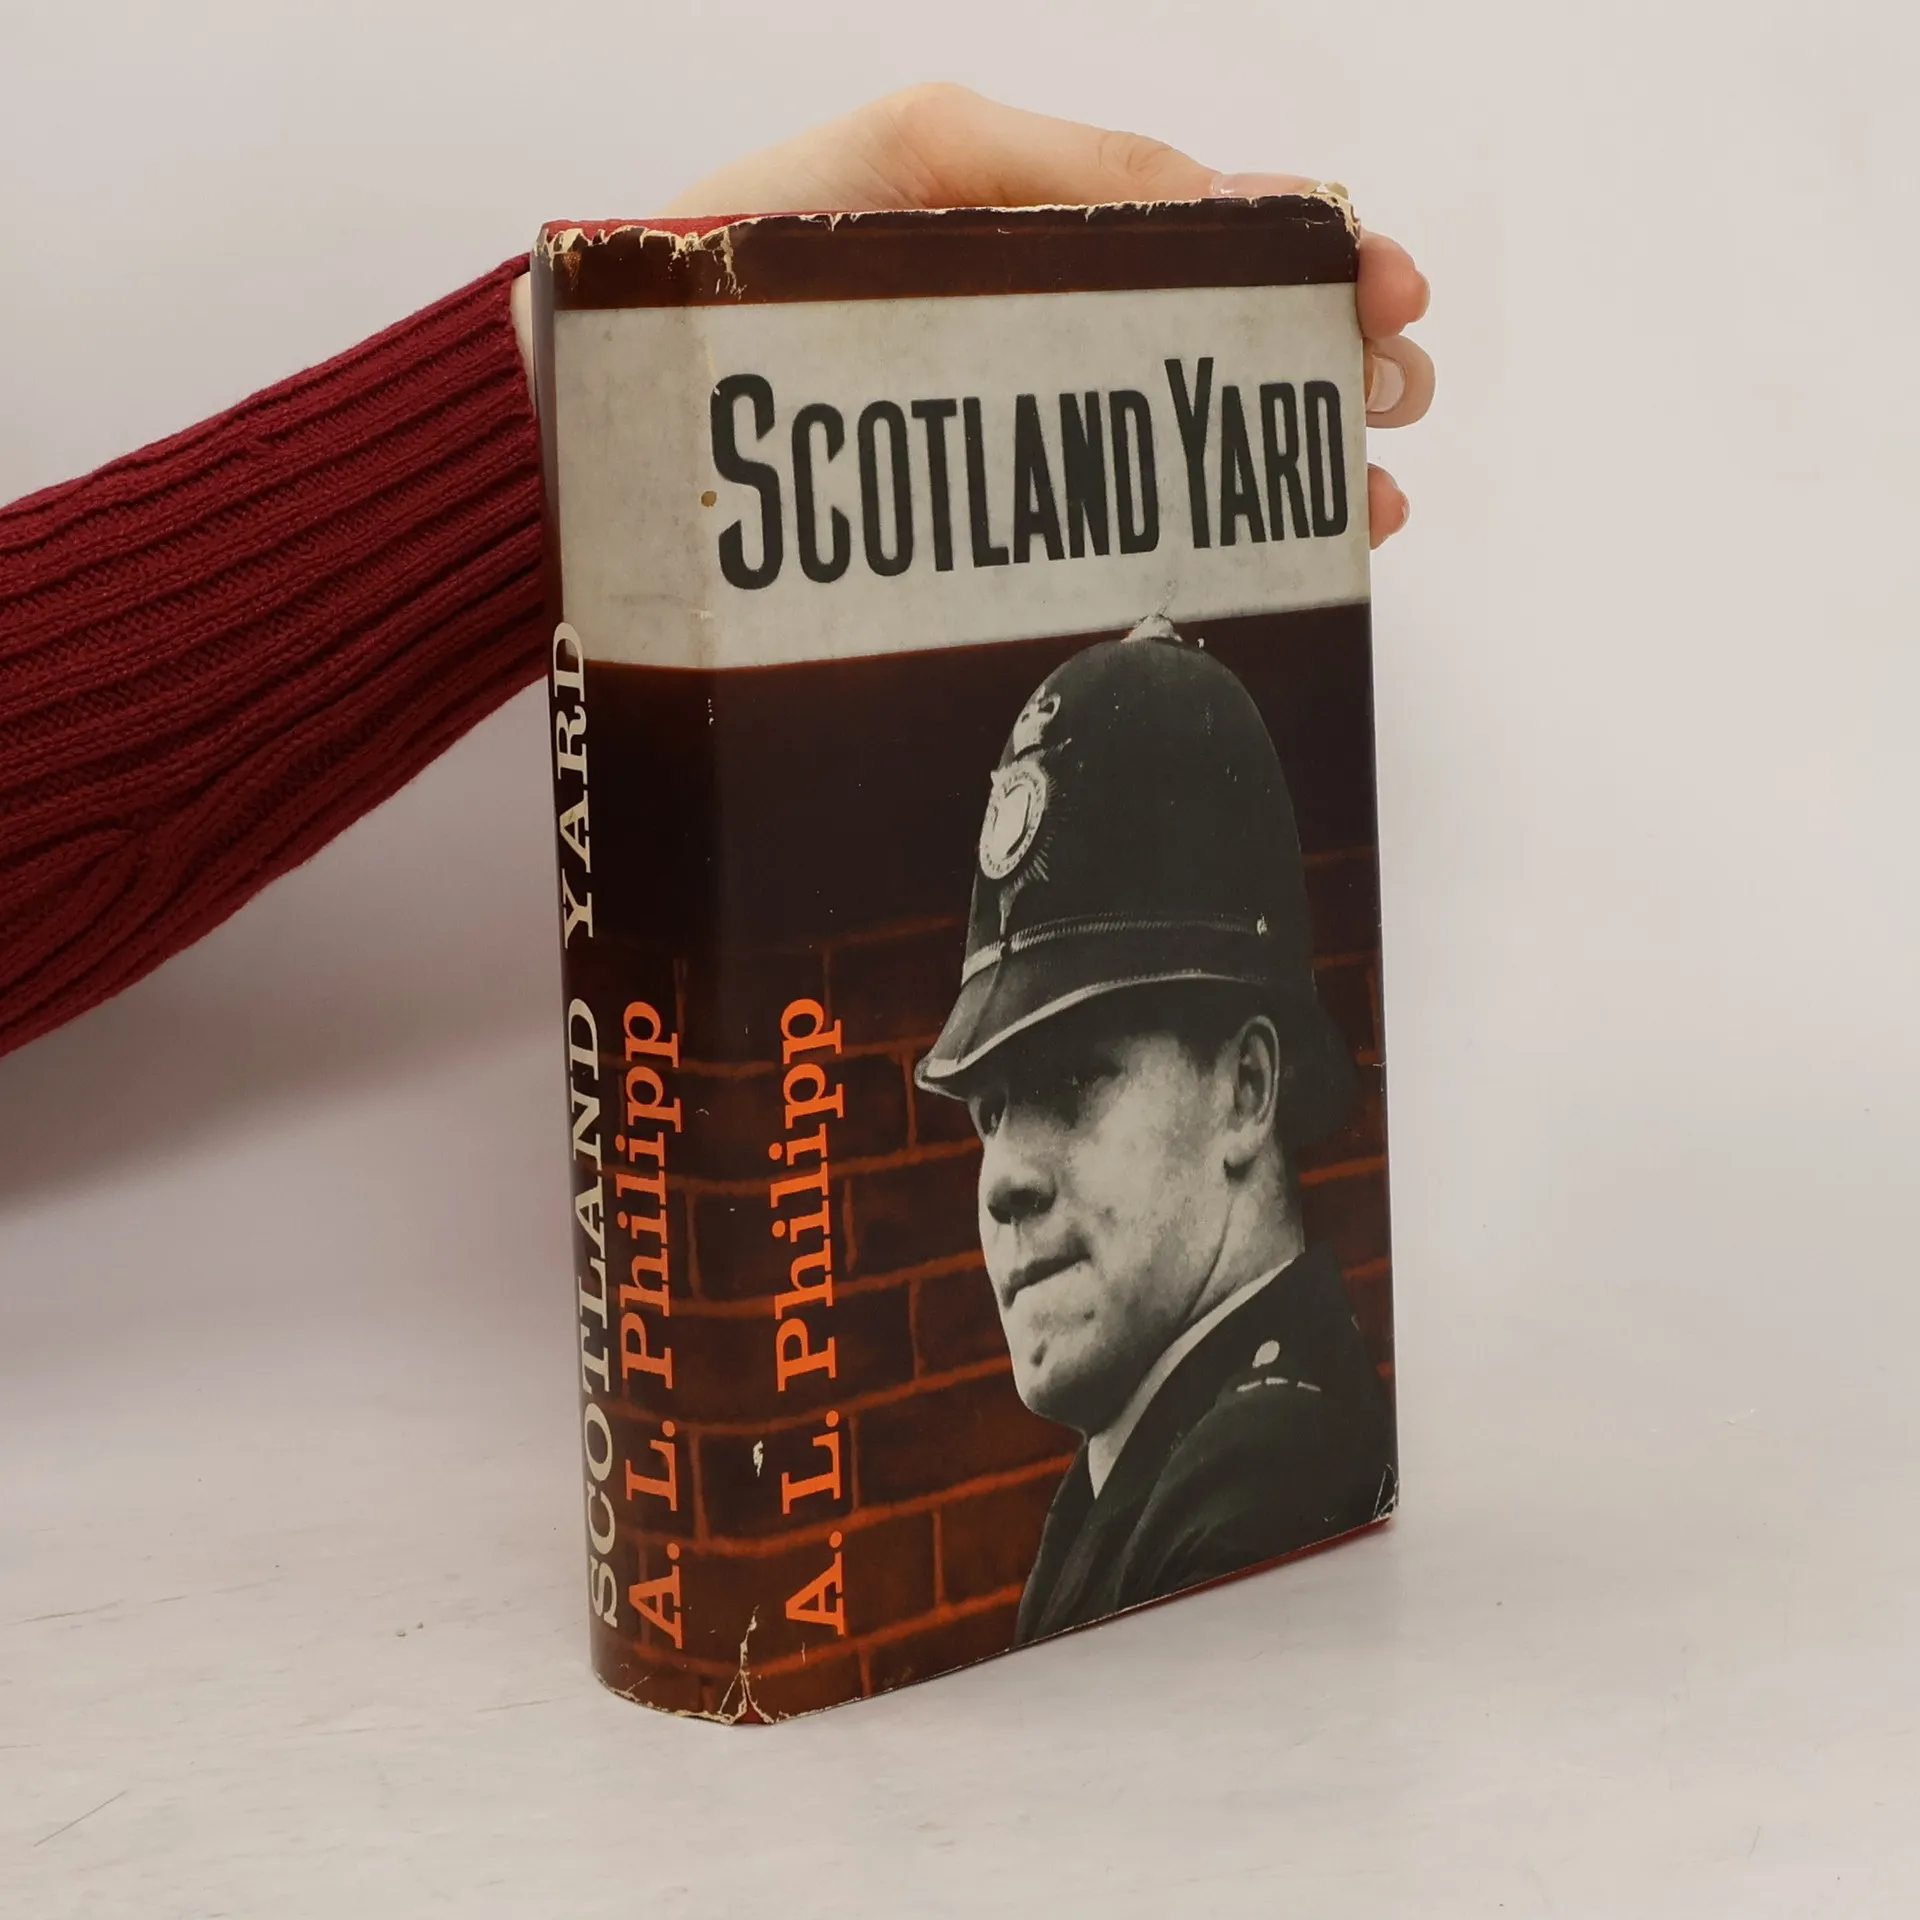 SCOTLAND YARD
A. L. Philipp
SCOTLAND YARD
A. L. Philipp